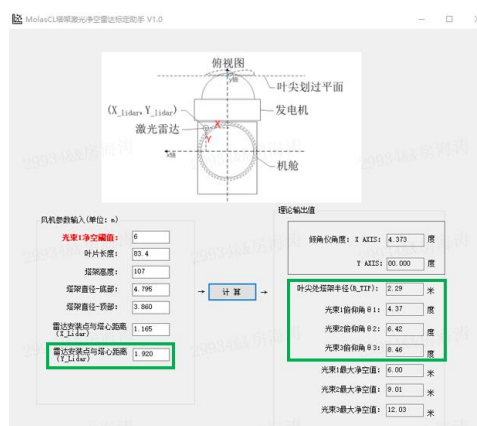 MolasCL塔架激光净空雷达标定助手 V1.0
俯视图
y轴
叶尖划过平面
(X_lidar, Y_lidar)
发电机
激光雷达
X
Y
x轴
机舱
风机参数输入(单位: m)
光束1净空阈值: 6
叶片长度: 83.4
塔架高度: 107
塔架直径-底部: 4.795
塔架直径-顶部: 3.860
雷达安装点与塔心距离 (X_Lidar) 1.165
雷达安装点与塔心距离 (Y_Lidar) 1.920
计 算
理论输出值
倾角仪角度: X AXIS: 4.373 度
Y AXIS: 00.000 度
叶尖处塔架半径(R_TIP): 2.29 米
光束1俯仰角 θ1: 4.37 度
光束2俯仰角 θ2: 6.42 度
光束3俯仰角 θ3: 8.46 度
光束1最大净空值: 6.00 米
光束2最大净空值: 9.01 米
光束3最大净空值: 12.03 米